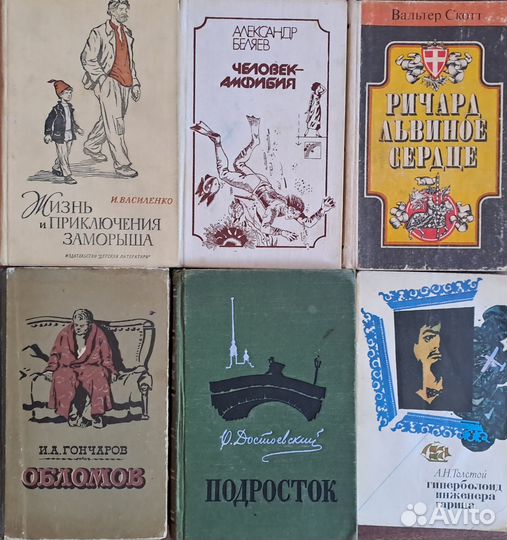 Жизнь
и приключения
заморыша
И. Василенко
Издательство "Детская литература"
АЛЕКСАНДР
БЕЛЯЕВ
ЧЕЛОВЕК-
АМФИБИЯ
Вальтер Скотт
РИЧАРД
ЛЬВИНОЕ
СЕРДЦЕ
И.А.ГОНЧАРОВ
ОБЛОМОВ
Ф. Достоевский
ПОДРОСТОК
А.Н.Толстой
гиперболоид
инженера
гарина
Avito